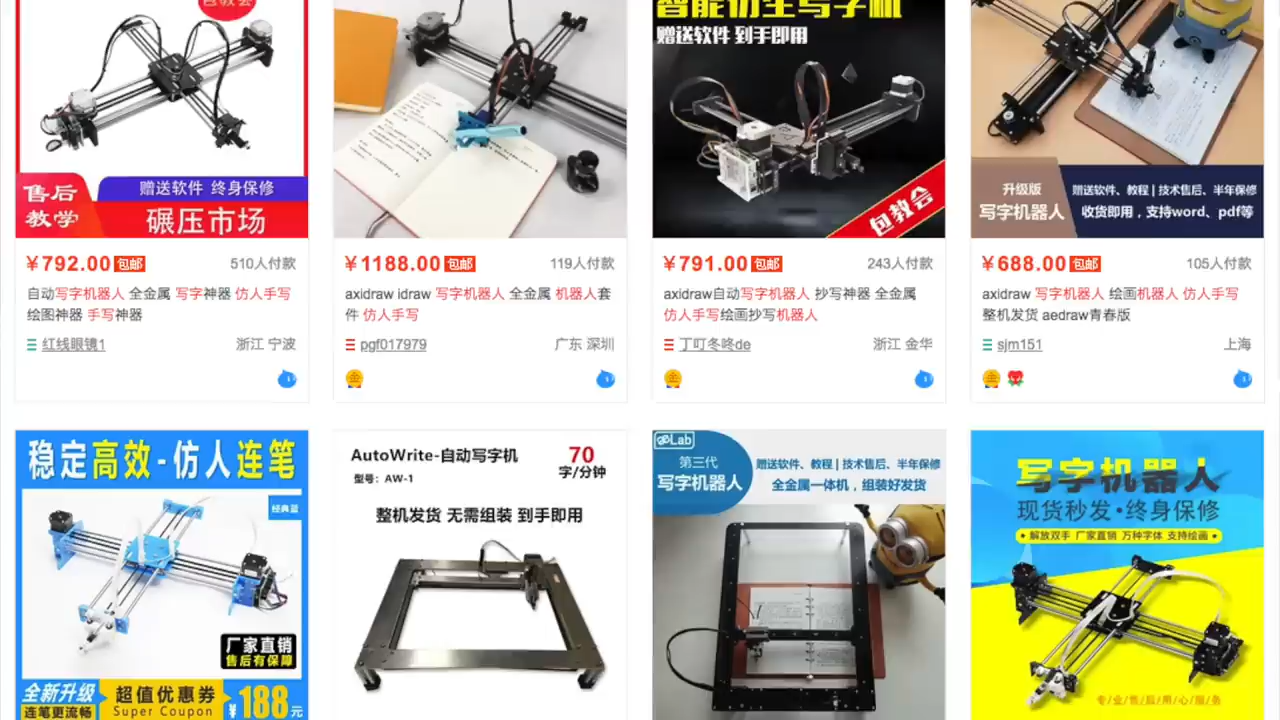 包教会
售后
教学
赠送软件 终身保修
碾压市场
智能仿生写字机
赠送软件 到手即用
包教会
升级版
写字机器人
赠送软件、教程 | 技术售后、半年保修
收货即用，支持word、pdf等
¥792.00 包邮 510人付款
自动写字机器人 全金属 写字神器 仿人手写
绘图神器 手写神器
红线眼镜1 浙江 宁波
¥1188.00 包邮 119人付款
axidraw idraw 写字机器人 全金属 机器人套
件 仿人手写
pgf017979 广东 深圳
¥791.00 包邮 243人付款
axidraw自动写字机器人 抄写神器 全金属
仿人手写绘画抄写机器人
丁叮冬咚de 浙江 金华
¥688.00 包邮 105人付款
axidraw 写字机器人 绘画机器人 仿人手写
整机发货 aedraw青春版
sjm151 上海
稳定高效-仿人连笔
经典蓝
厂家直销
售后有保障
全新升级
连笔更流畅
超值优惠券
Super Coupon
¥188元
AutoWrite-自动写字机
型号：AW-1
70
字/分钟
整机发货 无需组装 到手即用
Lab
第三代
写字机器人
赠送软件、教程 | 技术售后、半年保修
全金属一体机，组装好发货
写字机器人
现货秒发·终身保修
解放双手 厂家直销 万种字体 支持绘画
专/业/售/后/用/心/服/务